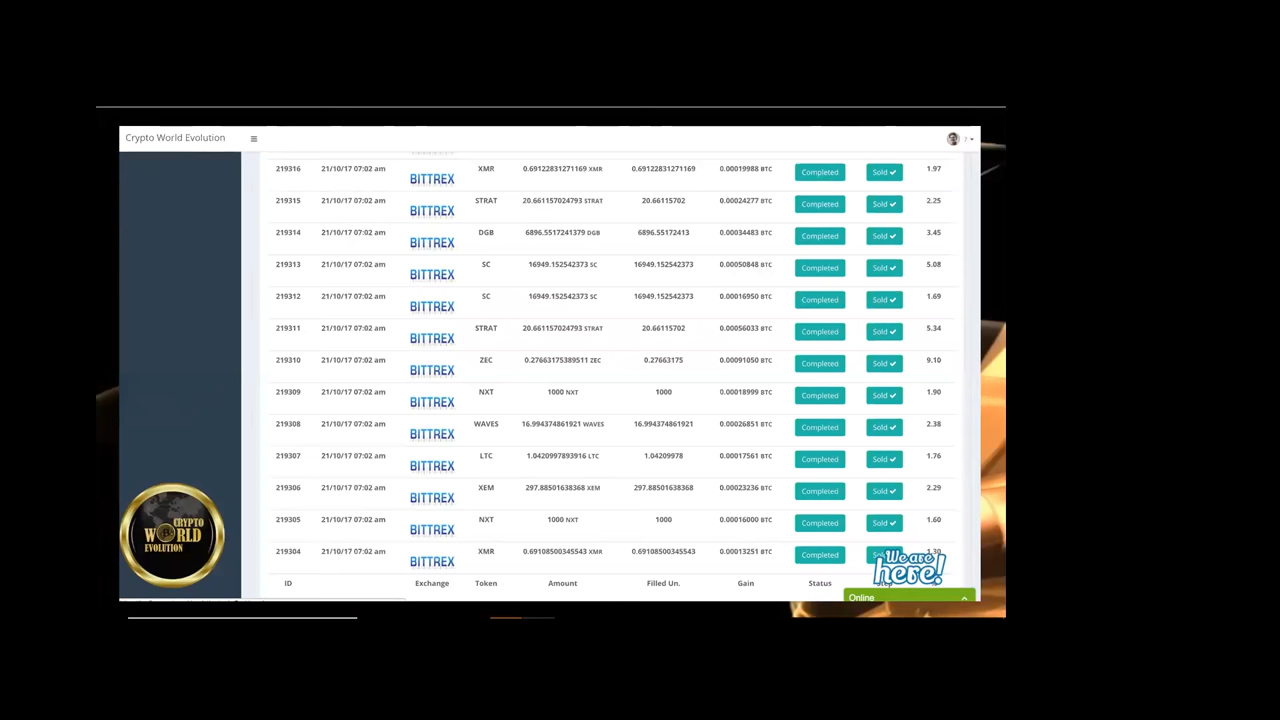 Crypto World Evolution
219316 21/10/17 07:02 am BITTREX XMR 0.69122831271169 XMR 0.69122831271169 0.00019988 BTC Completed Sold 1.97
219315 21/10/17 07:02 am BITTREX STRAT 20.661157024793 STRAT 20.66115702 0.00024277 BTC Completed Sold 2.25
219314 21/10/17 07:02 am BITTREX DGB 6896.5517241379 DGB 6896.55172413 0.00034483 BTC Completed Sold 3.45
219313 21/10/17 07:02 am BITTREX SC 16949.152542373 SC 16949.152542373 0.00050848 BTC Completed Sold 5.08
219312 21/10/17 07:02 am BITTREX SC 16949.152542373 SC 16949.152542373 0.00016950 BTC Completed Sold 1.69
219311 21/10/17 07:02 am BITTREX STRAT 20.661157024793 STRAT 20.66115702 0.00056033 BTC Completed Sold 5.34
219310 21/10/17 07:02 am BITTREX ZEC 0.27663175389511 ZEC 0.27663175 0.00091050 BTC Completed Sold 9.10
219309 21/10/17 07:02 am BITTREX NXT 1000 NXT 1000 0.00018999 BTC Completed Sold 1.90
219308 21/10/17 07:02 am BITTREX WAVES 16.994374861921 WAVES 16.994374861921 0.00026851 BTC Completed Sold 2.38
219307 21/10/17 07:02 am BITTREX LTC 1.0420997893916 LTC 1.04209978 0.00017561 BTC Completed Sold 1.76
219306 21/10/17 07:02 am BITTREX XEM 297.88501638368 XEM 297.88501638368 0.00023236 BTC Completed Sold 2.29
219305 21/10/17 07:02 am BITTREX NXT 1000 NXT 1000 0.00016000 BTC Completed Sold 1.60
219304 21/10/17 07:02 am BITTREX XMR 0.69108500345543 XMR 0.69108500345543 0.00013251 BTC Completed 1.30
ID Exchange Token Amount Filled Un. Gain Status
We are
here!
Online
CRYPTO
WORLD
EVOLUTION